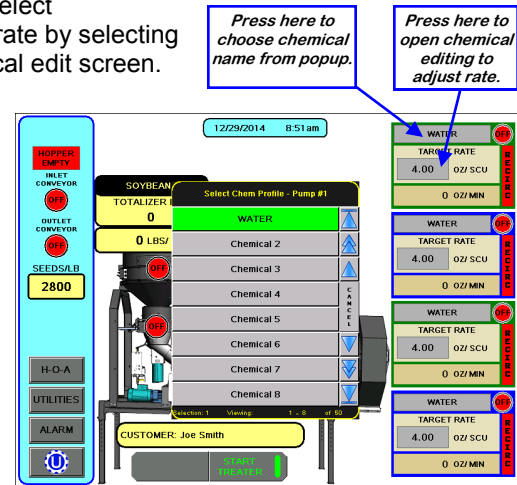 elect
rate by selecting
cal edit screen.
Press here to
choose chemical
name from popup.
Press here to
open chemical
editing to
adjust rate.
12/29/2014 8:51am
HOPPER
EMPTY
INLET
CONVEYOR
OFF
OUTLET
CONVEYOR
OFF
SEEDS/LB
2800
H-O-A
UTILITIES
ALARM
U
SOYBEAN
TOTALIZER
0
0 LBS/
OFF
OFF
Select Chem Profile - Pump #1
WATER
Chemical 2
Chemical 3
Chemical 4
Chemical 5
Chemical 6
Chemical 7
Chemical 8
CANCEL
Selection: 1 Viewing: 1 - 8 of 50
CUSTOMER: Joe Smith
START
TREATER
WATER
OFF
TARGET RATE
4.00 OZ/ SCU
0 OZ/ MIN
RECIRC
WATER
OFF
TARGET RATE
4.00 OZ/ SCU
0 OZ/ MIN
RECIRC
WATER
OFF
TARGET RATE
4.00 OZ/ SCU
0 OZ/ MIN
RECIRC
WATER
OFF
TARGET RATE
4.00 OZ/ SCU
0 OZ/ MIN
RECIRC